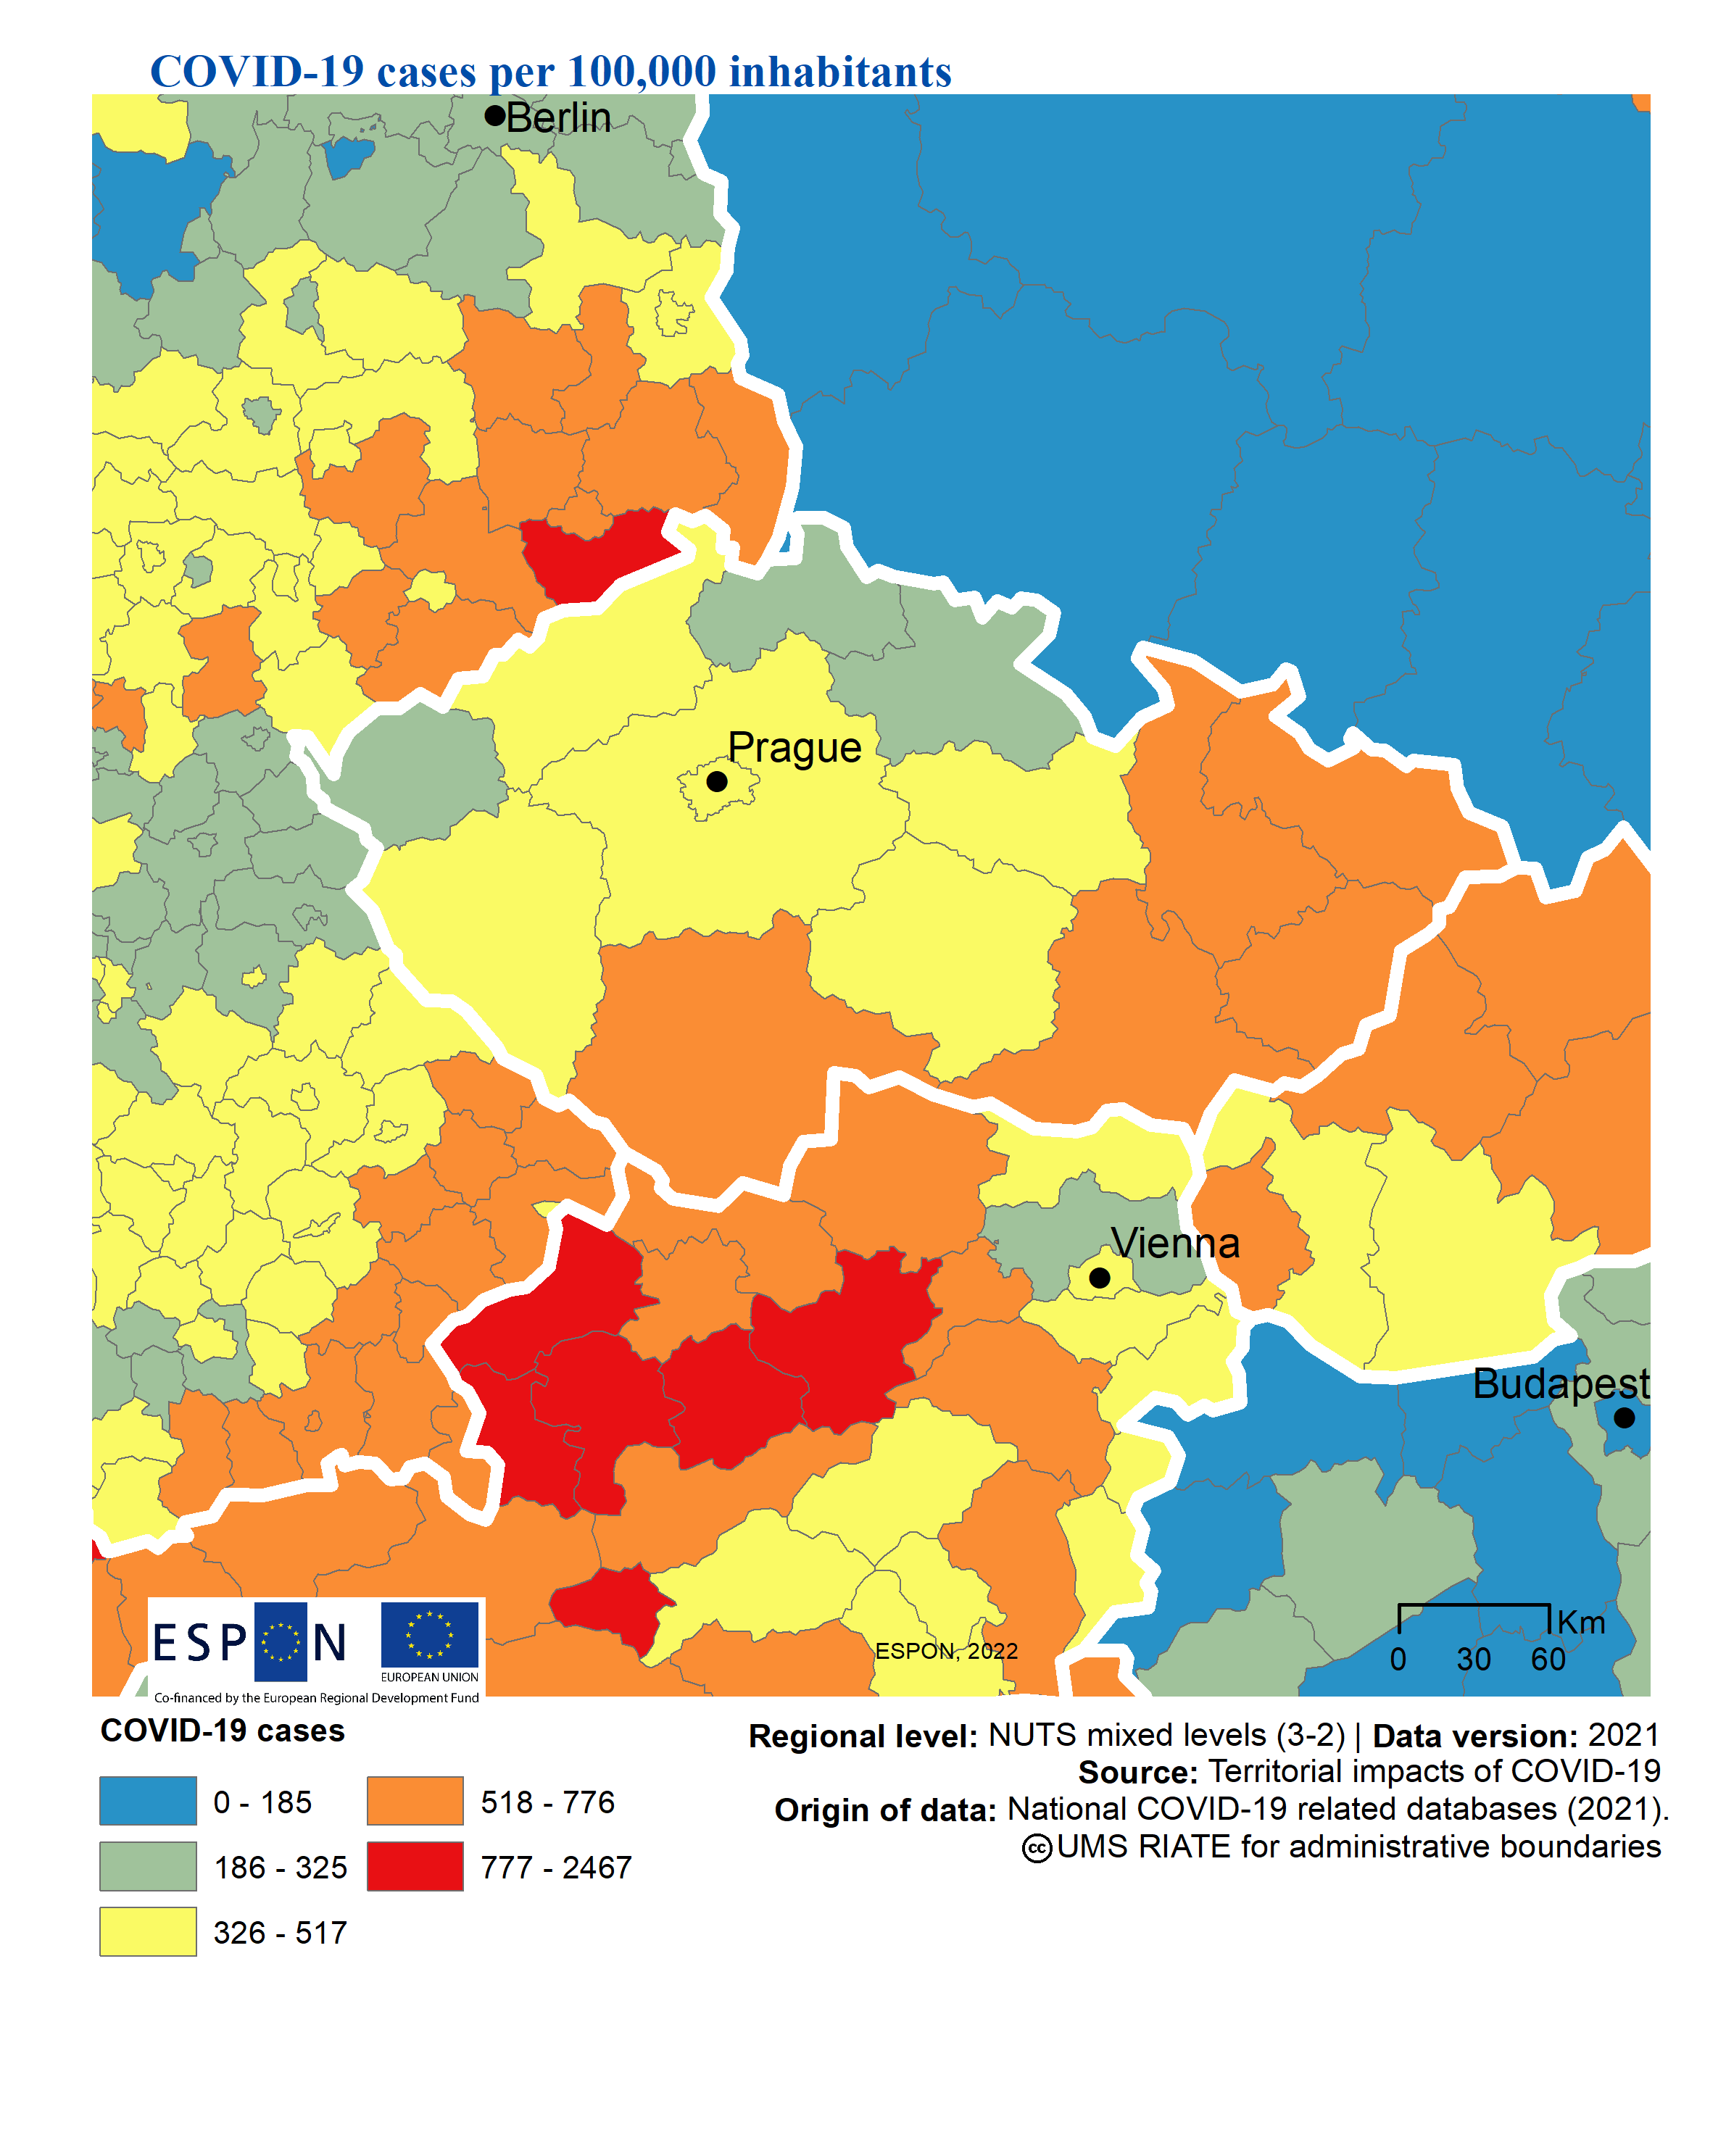 COVID-19 cases per 100,000 inhabitants
Berlin
Prague
Vienna
Budapest
ESPON, 2022
Km
0 30 60
ESPON
EUROPEAN UNION
Co-financed by the European Regional Development Fund
COVID-19 cases
0 - 185
186 - 325
326 - 517
518 - 776
777 - 2467
Regional level: NUTS mixed levels (3-2) | Data version: 2021
Source: Territorial impacts of COVID-19
Origin of data: National COVID-19 related databases (2021).
cc UMS RIATE for administrative boundaries